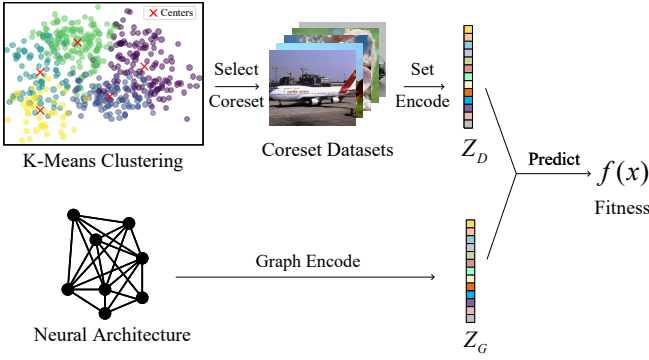 Centers
K-Means Clustering
Select
Coreset
Coreset Datasets
Set
Encode
Z_D
Predict
f(x)
Fitness
Neural Architecture
Graph Encode
Z_G